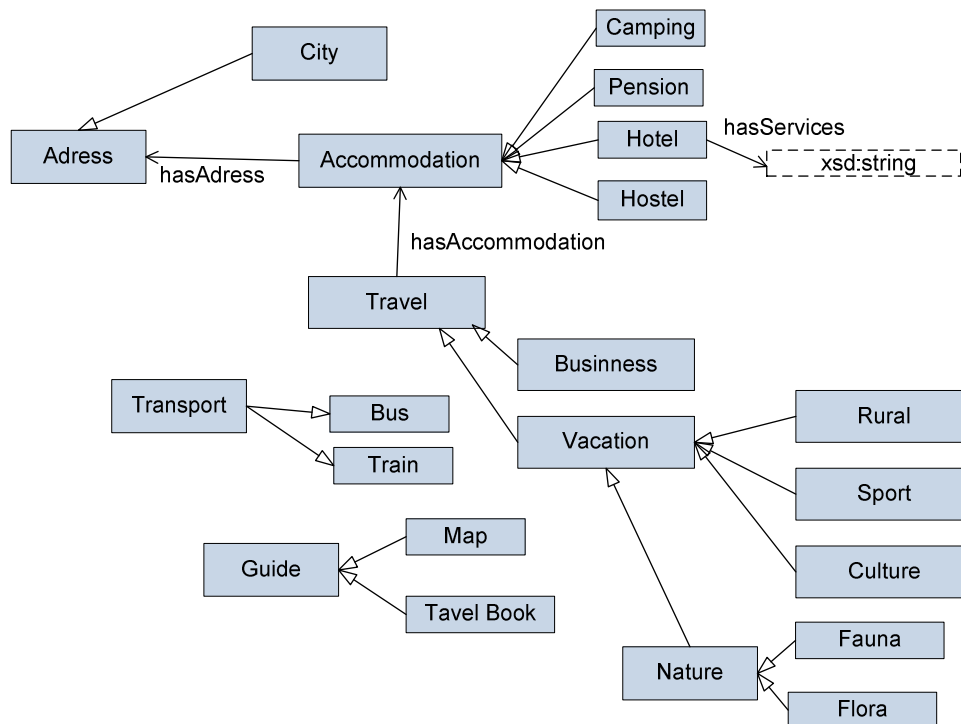 Camping
City
Pension
Hotel
hasServices
xsd:string
Adress
hasAdress
Accommodation
Hostel
hasAccommodation
Travel
Businness
Transport
Bus
Train
Vacation
Rural
Sport
Culture
Guide
Map
Tavel Book
Nature
Fauna
Flora